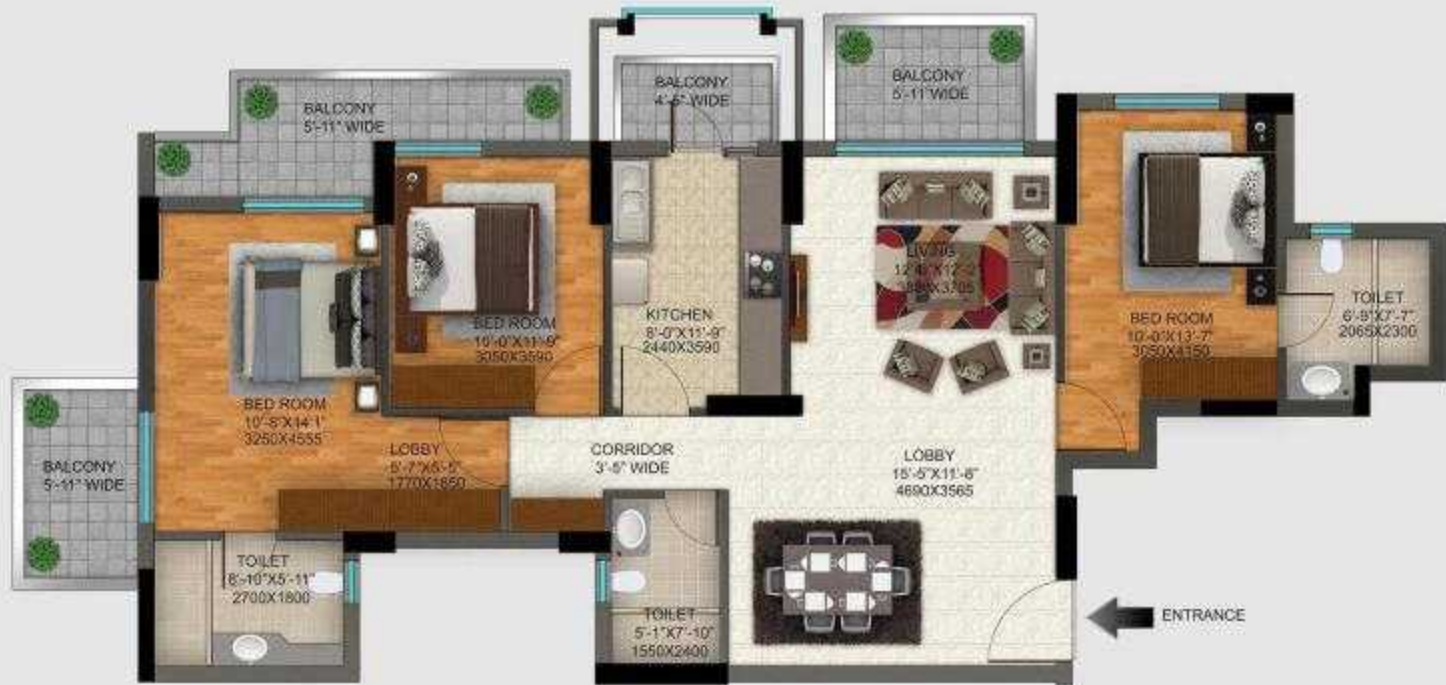 BALCONY
5'-11" WIDE
BALCONY
4'-5" WIDE
BALCONY
5'-11" WIDE
BED ROOM
10'-0"X11'-9"
3050X3590
KITCHEN
8'-0"X11'-9"
2440X3590
LIVING
BED ROOM
10'-0"X13'-7"
3050X4150
TOILET
6'-9"X7'-7"
2065X2300
BED ROOM
10'-8"X14'1"
3250X4555
BALCONY
5'-11" WIDE
LOBBY
5'-7"X5'-5"
1770X1650
CORRIDOR
3'-5" WIDE
LOBBY
15'-5"X11'-8"
4690X3565
TOILET
8'-10"X5'-11"
2700X1800
TOILET
5'-1"X7'-10"
1550X2400
ENTRANCE